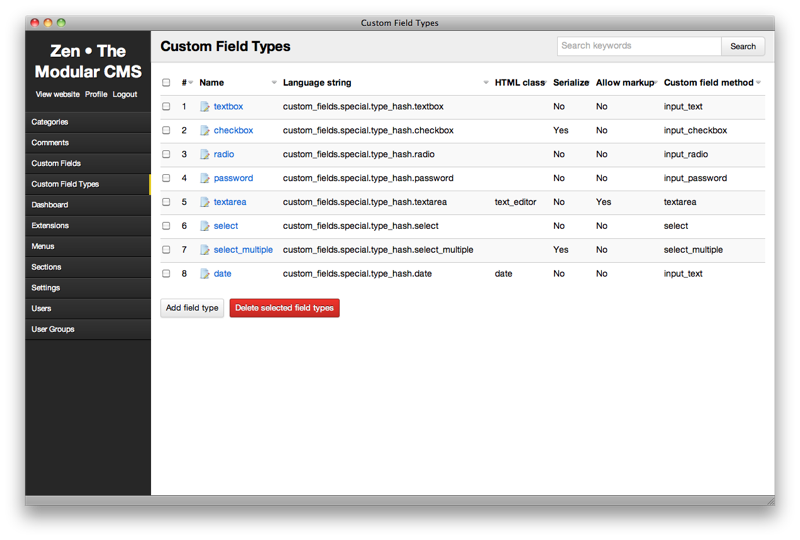 Custom Field Types
Zen • The
Modular CMS
View website Profile Logout
Categories
Comments
Custom Fields
Custom Field Types
Dashboard
Extensions
Menus
Sections
Settings
Users
User Groups
Custom Field Types
Search keywords Search
# Name Language string HTML class Serialize Allow markup Custom field method
1 textbox custom_fields.special.type_hash.textbox No No input_text
2 checkbox custom_fields.special.type_hash.checkbox Yes No input_checkbox
3 radio custom_fields.special.type_hash.radio No No input_radio
4 password custom_fields.special.type_hash.password No No input_password
5 textarea custom_fields.special.type_hash.textarea text_editor No Yes textarea
6 select custom_fields.special.type_hash.select No No select
7 select_multiple custom_fields.special.type_hash.select_multiple Yes No select_multiple
8 date custom_fields.special.type_hash.date date No No input_text
Add field type Delete selected field types